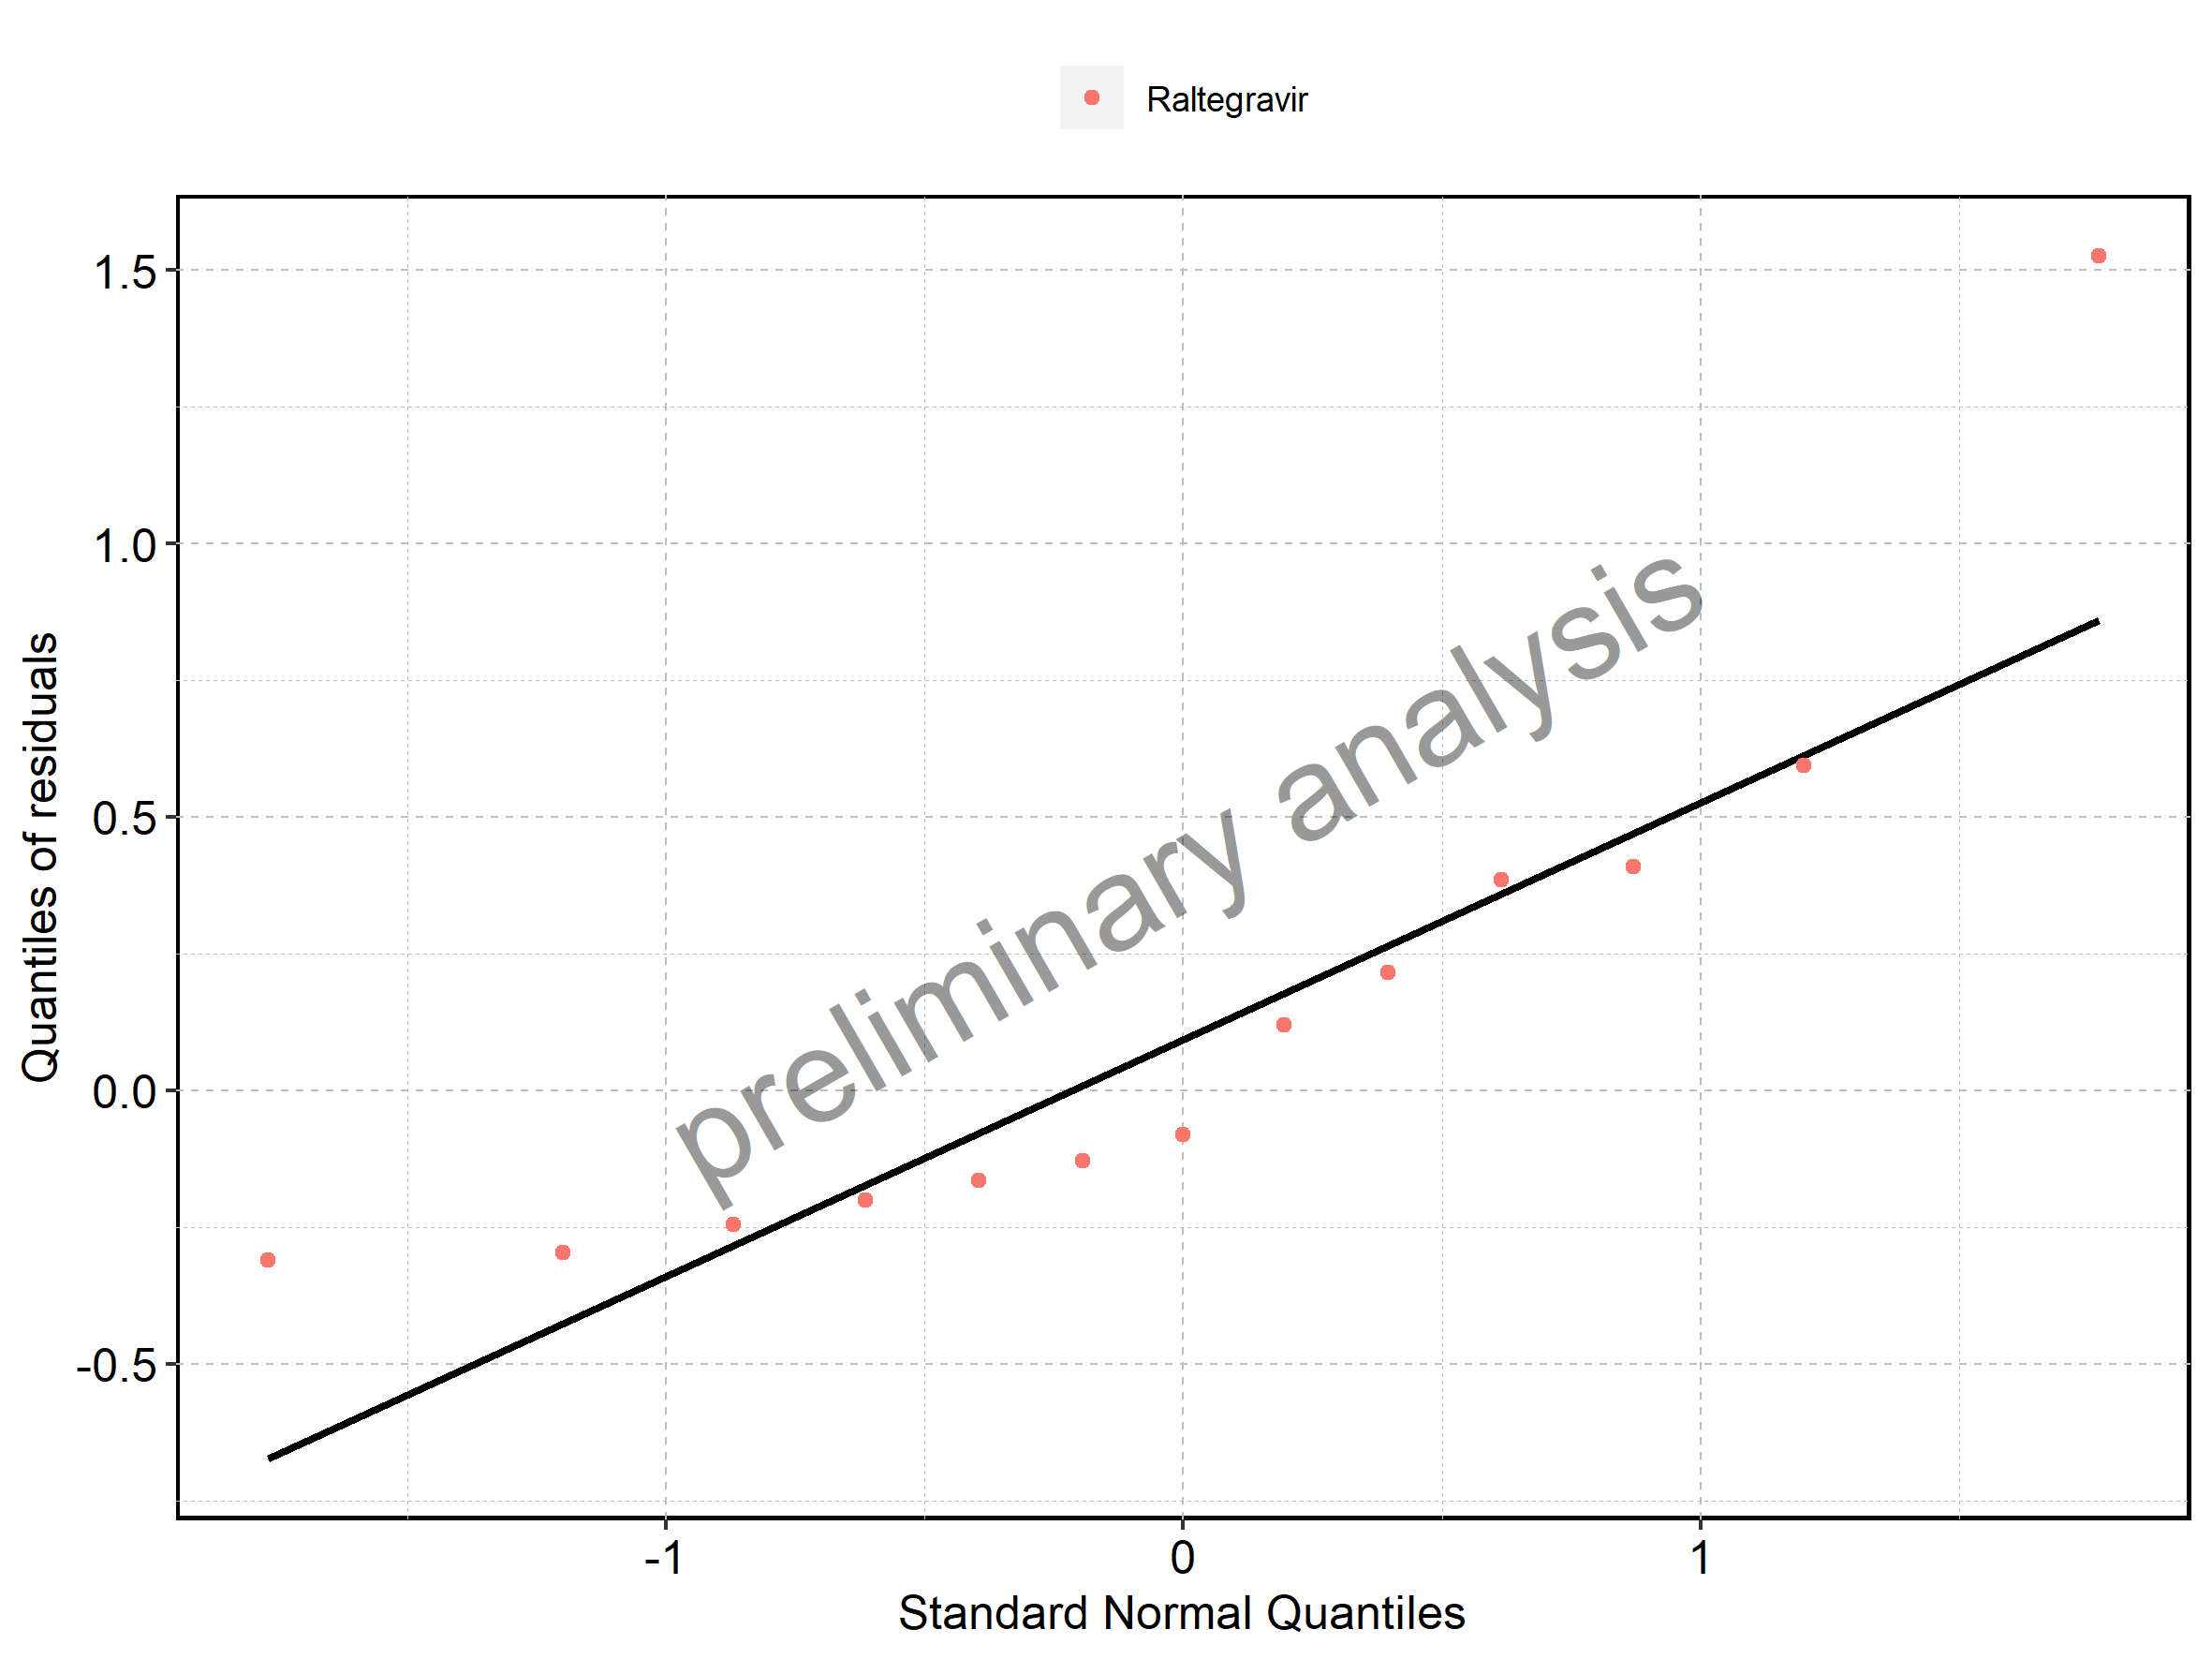 Raltegravir
1.5
1.0
0.5
0.0
-0.5
Quantiles of residuals
preliminary analysis
-1 0 1
Standard Normal Quantiles